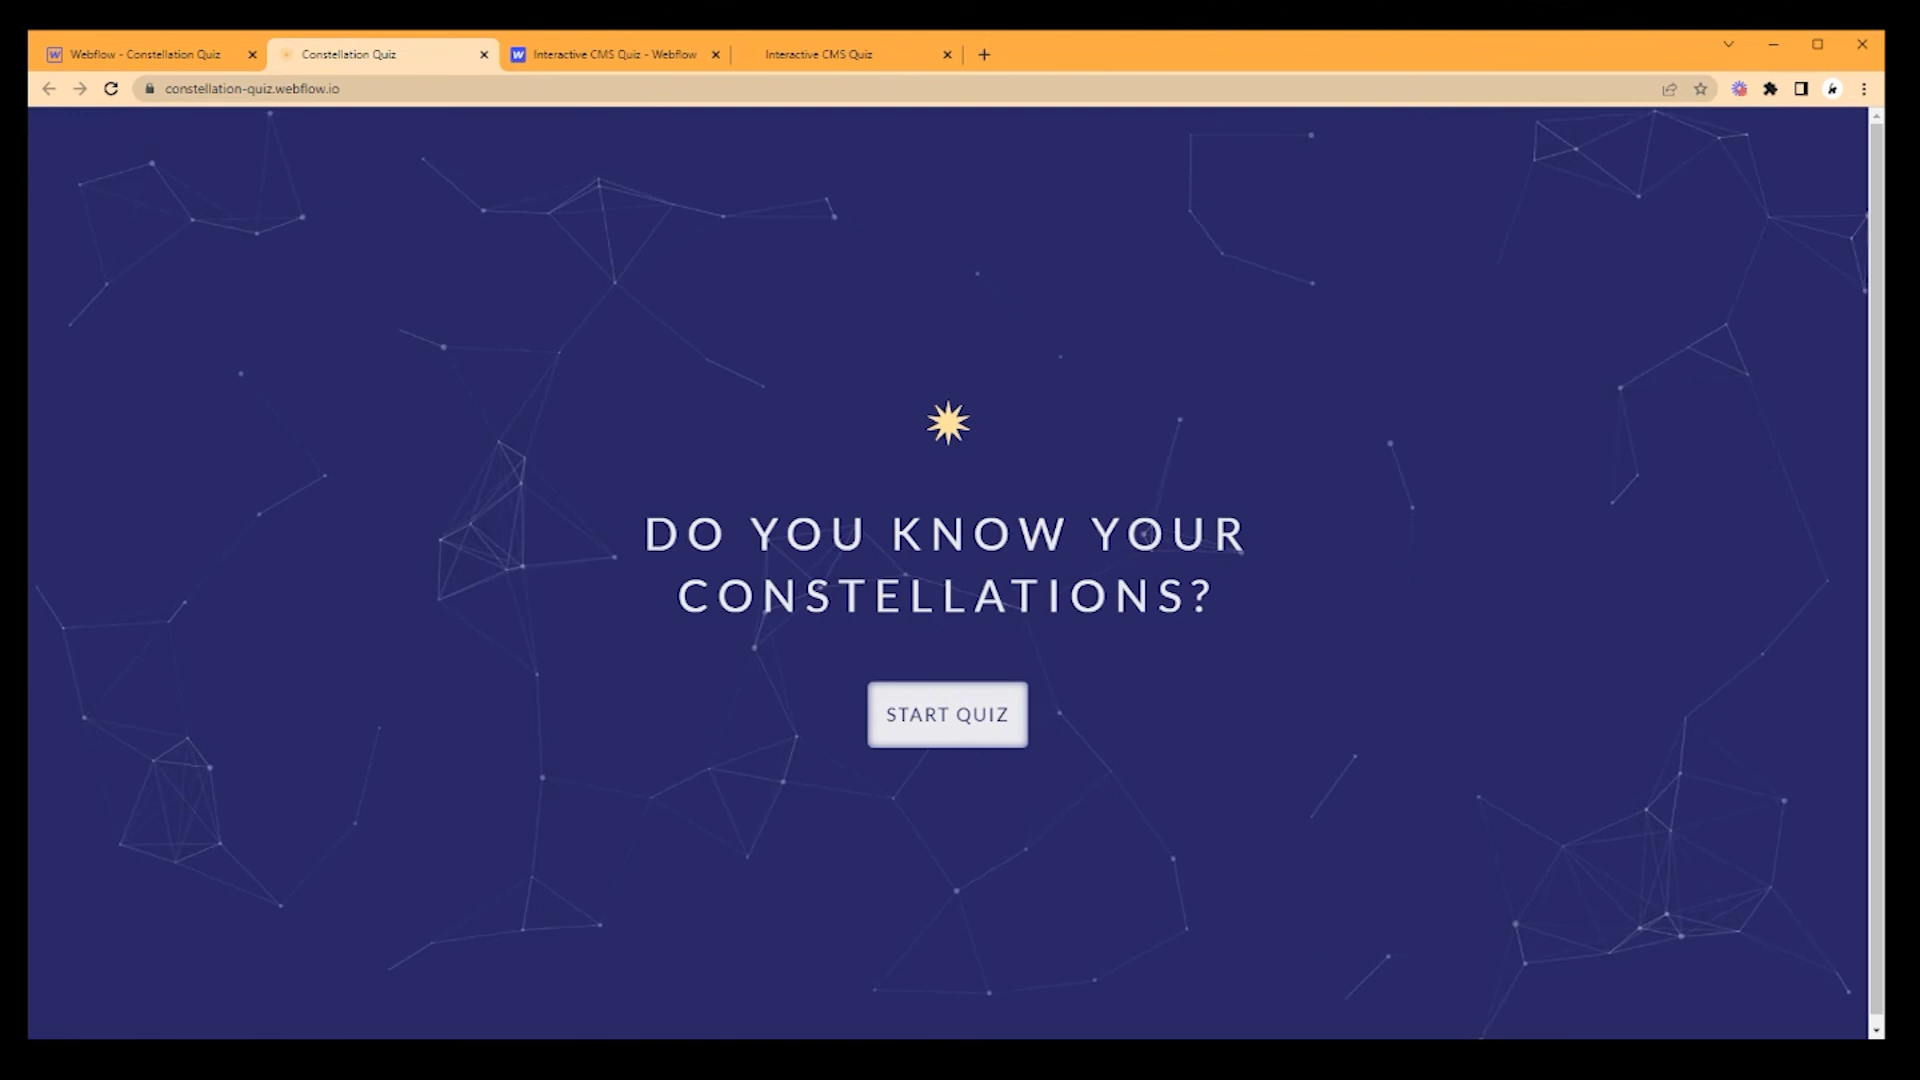 Webflow - Constellation Quiz
Constellation Quiz
Interactive CMS Quiz - Webflow
Interactive CMS Quiz
constellation-quiz.webflow.io
DO YOU KNOW YOUR
CONSTELLATIONS?
START QUIZ